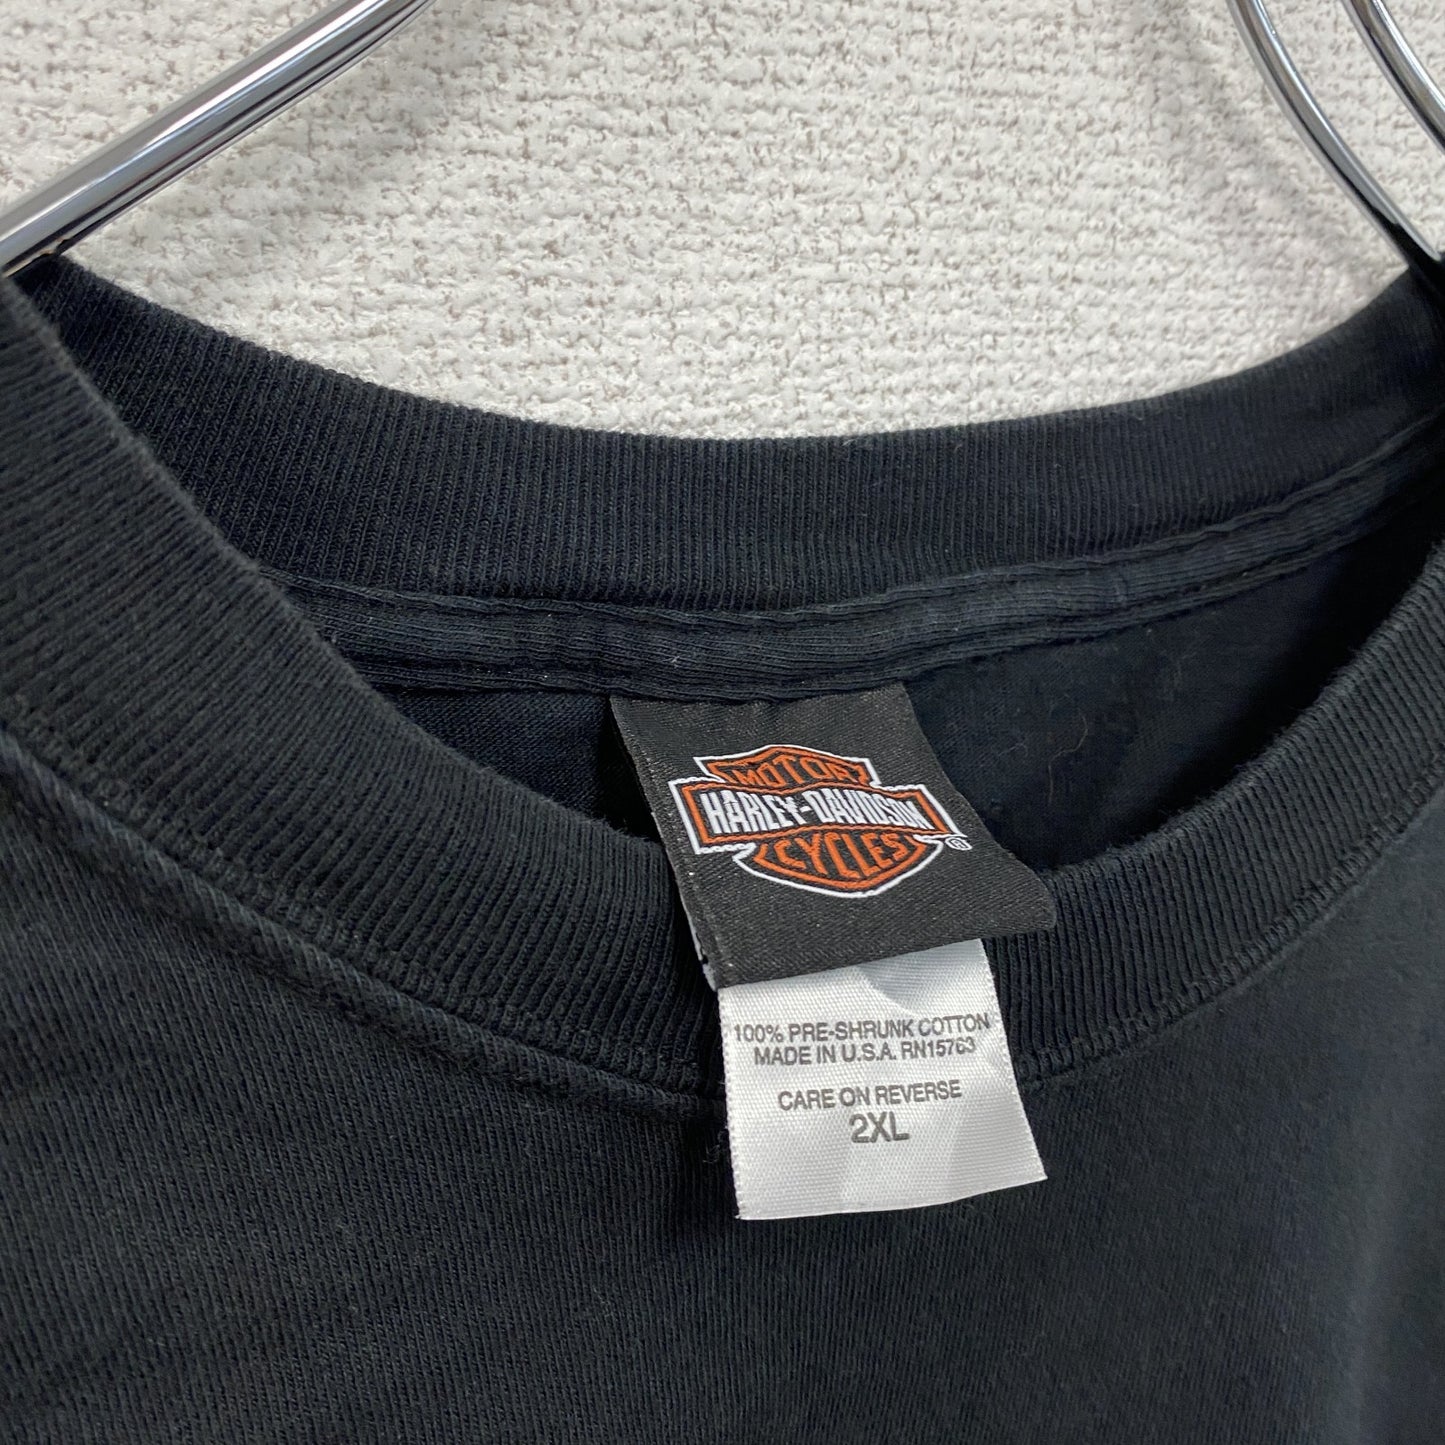 MOTOR
HARLEY-DAVIDSON
CYCLES
®
100% PRE-SHRUNK COTTON
MADE IN U.S.A. RN15763
CARE ON REVERSE
2XL